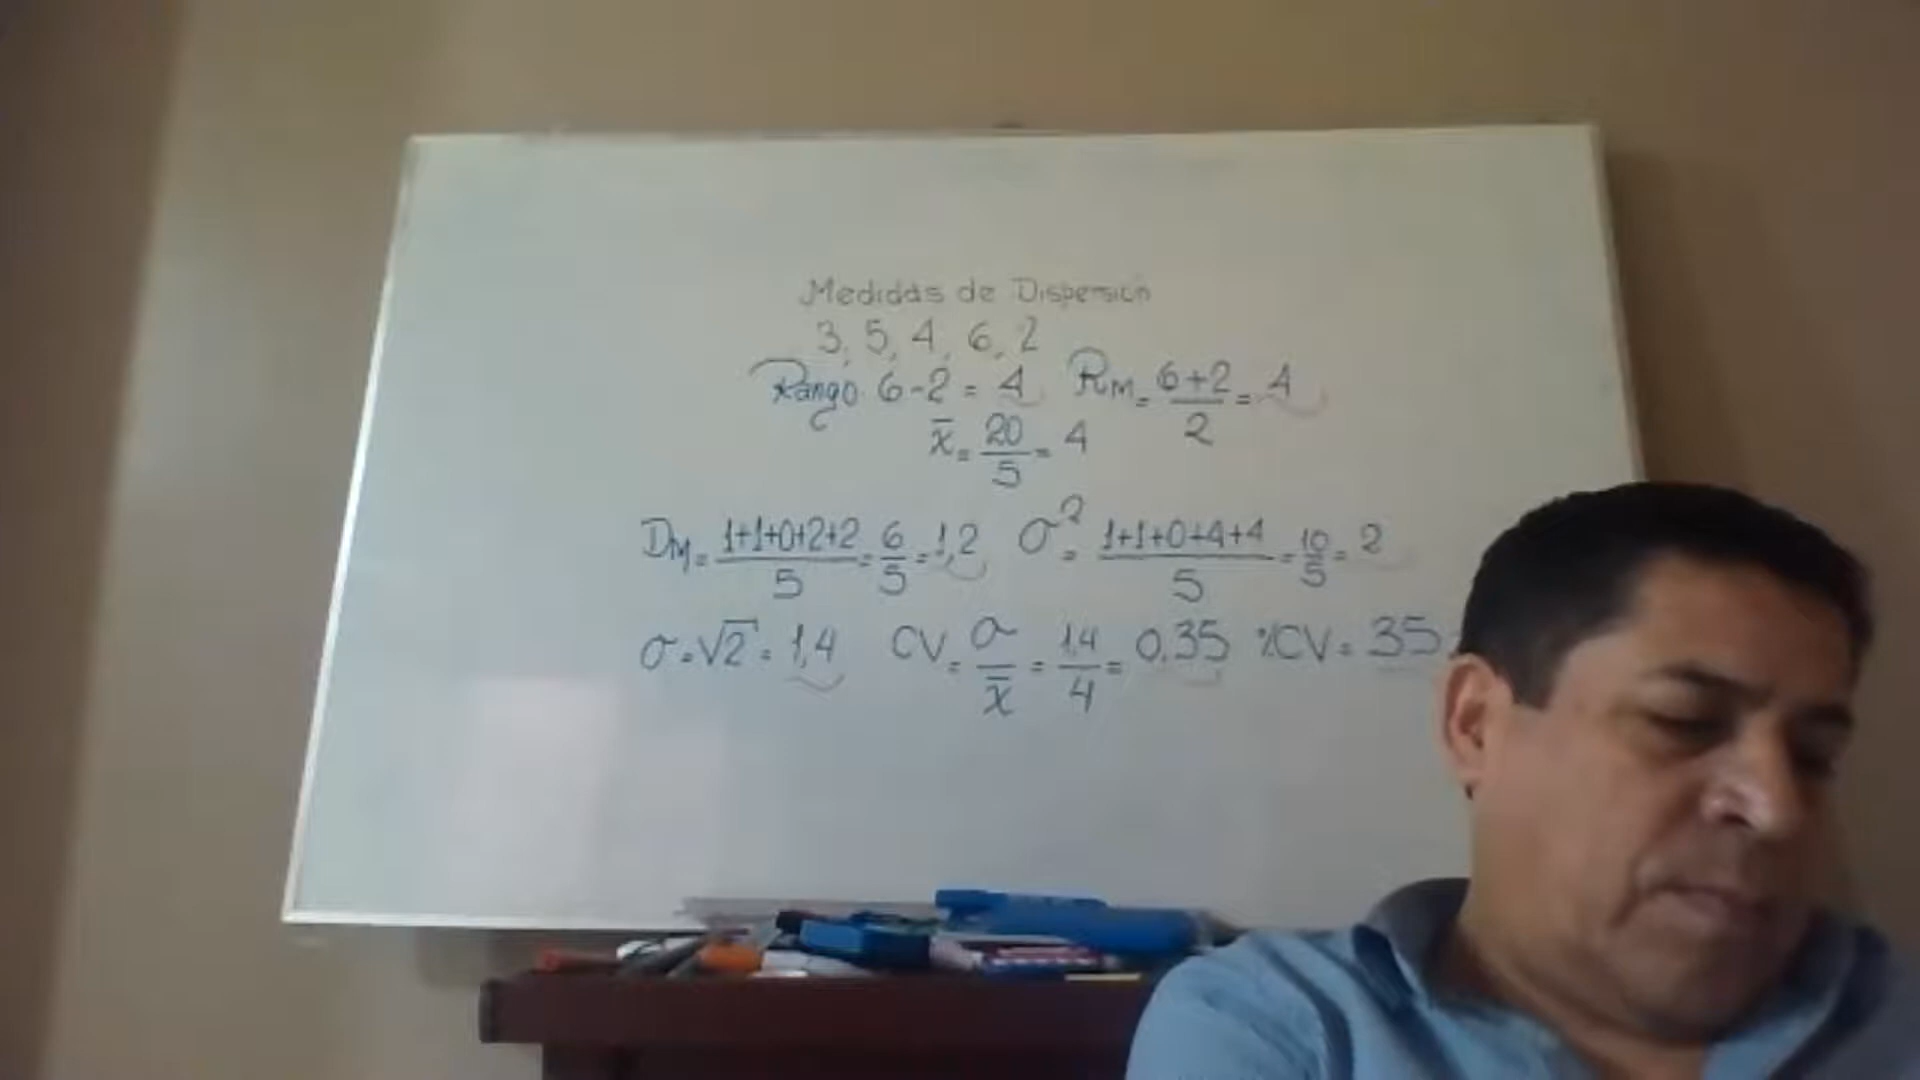 Medidas de Dispersión
3, 5, 4, 6, 2
Rango 6-2 = 4 RM = 6+2/2 = 4
x̄ = 20/5 = 4
DM = 1+1+0+2+2/5 = 6/5 = 1,2 σ² = 1+1+0+4+4/5 = 10/5 = 2
σ = √2 = 1,4 CV = σ/x̄ = 1,4/4 = 0,35 %CV = 35